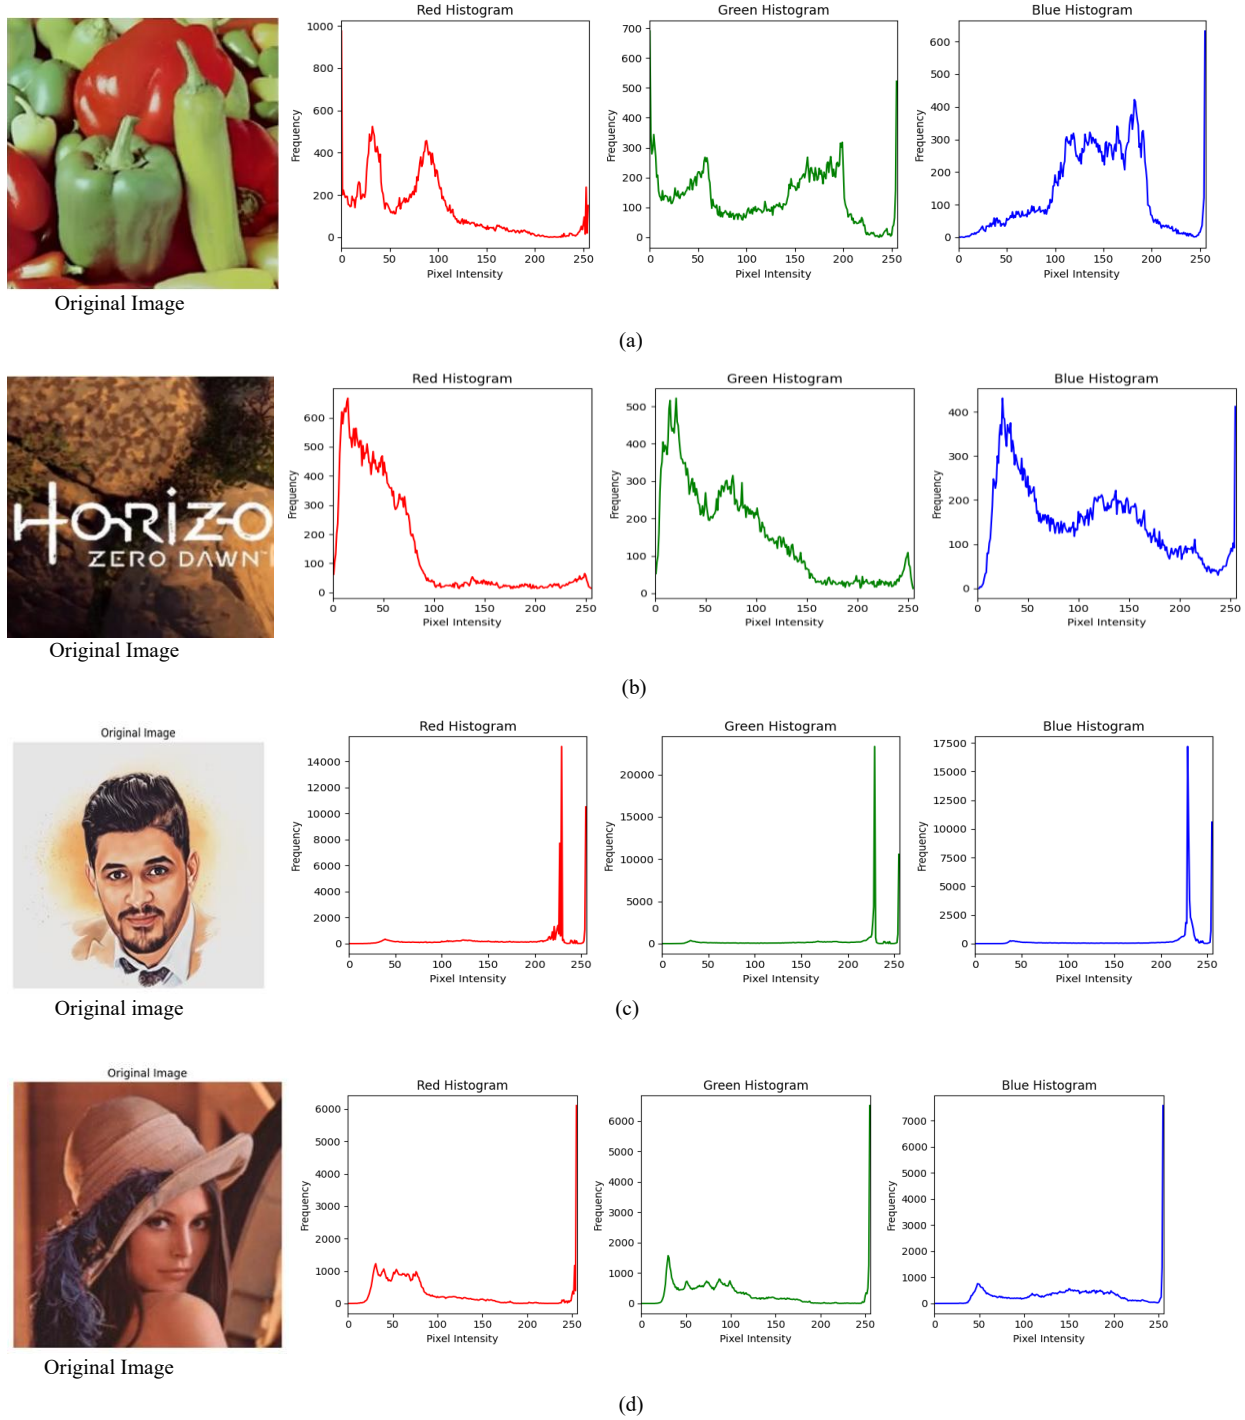 Red Histogram
Green Histogram
Blue Histogram
1000
800
600
400
200
0
Frequency
0 50 100 150 200 250
Pixel Intensity
700
600
500
400
300
200
100
0
Frequency
0 50 100 150 200 250
Pixel Intensity
600
500
400
300
200
100
0
Frequency
0 50 100 150 200 250
Pixel Intensity
Original Image
(a)
Red Histogram
Green Histogram
Blue Histogram
HORIZO
ZERO DAWN
600
500
400
300
200
100
0
Frequency
0 50 100 150 200 250
Pixel Intensity
500
400
300
200
100
0
Frequency
0 50 100 150 200 250
Pixel Intensity
400
300
200
100
0
Frequency
0 50 100 150 200 250
Pixel Intensity
Original Image
(b)
Original Image
Red Histogram
Green Histogram
Blue Histogram
14000
12000
10000
8000
6000
4000
2000
0
Frequency
0 50 100 150 200 250
Pixel Intensity
20000
15000
10000
5000
0
Frequency
0 50 100 150 200 250
Pixel Intensity
17500
15000
12500
10000
7500
5000
2500
0
Frequency
0 50 100 150 200 250
Pixel Intensity
Original image
(c)
Original Image
Red Histogram
Green Histogram
Blue Histogram
6000
5000
4000
3000
2000
1000
0
Frequency
0 50 100 150 200 250
Pixel Intensity
6000
5000
4000
3000
2000
1000
0
Frequency
0 50 100 150 200 250
Pixel Intensity
7000
6000
5000
4000
3000
2000
1000
0
Frequency
0 50 100 150 200 250
Pixel Intensity
Original Image
(d)